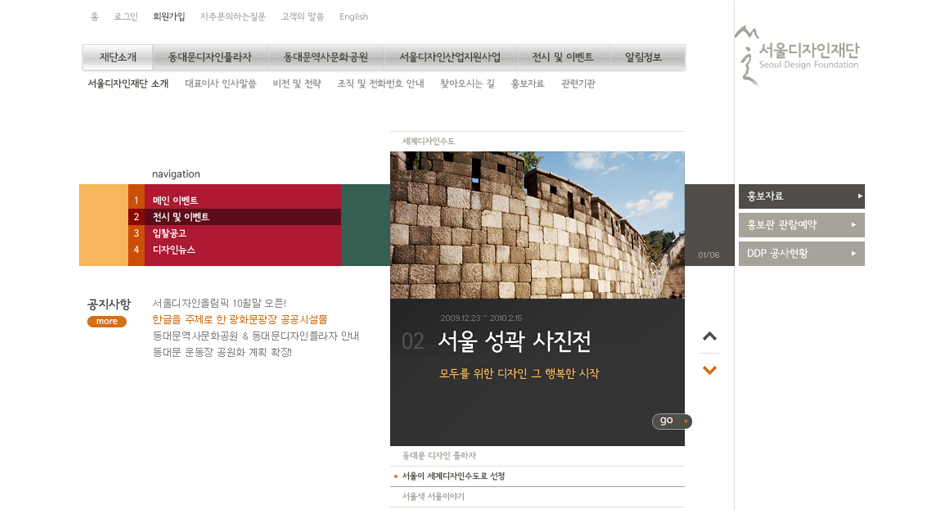 홈 로그인 회원가입 자주문의하는질문 고객의 말씀 English
서울디자인재단
Seoul Design Foundation
재단소개 동대문디자인플라자 동대문역사문화공원 서울디자인산업지원사업 전시 및 이벤트 알림정보
서울디자인재단 소개 대표이사 인사말씀 비전 및 전략 조직 및 전화번호 안내 찾아오시는 길 홍보자료 관련기관
세계디자인수도
navigation
1 메인 이벤트
2 전시 및 이벤트
3 입찰공고
4 디자인뉴스
01/06
홍보자료
홍보관 관람예약
DDP 공사현황
공지사항
more
서울디자인올림픽 10월말 오픈!
한글을 주제로 한 광화문광장 공공시설물
동대문역사문화공원 & 동대문디자인플라자 안내
동대문 운동장 공원화 계획 확장!
2009.12.23 ~ 2010.2.15
02 서울 성곽 사진전
모두를 위한 디자인 그 행복한 시작
go
동대문 디자인 플라자
서울이 세계디자인수도로 선정
서울색 서울이야기